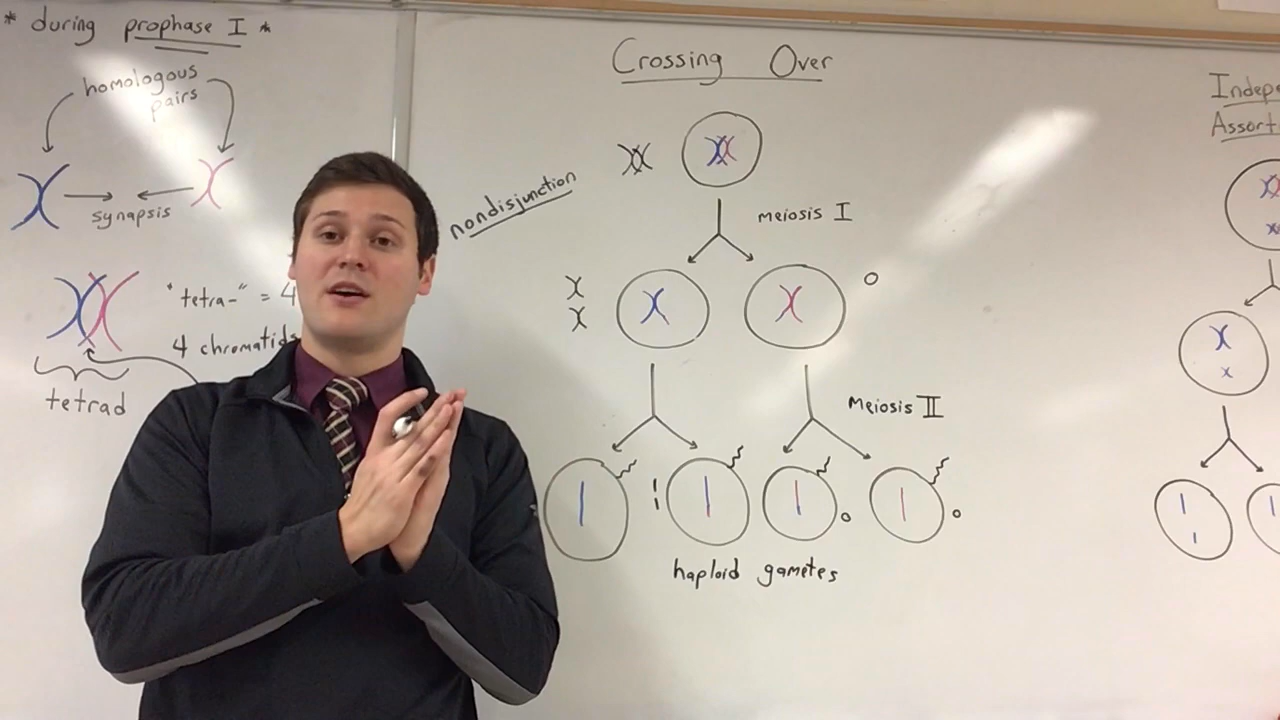 * during prophase I *
homologous
pairs
synapsis
"tetra-" = 4
4 chromatids
tetrad
nondisjunction
Crossing Over
meiosis I
Meiosis II
haploid gametes
Indepe
Assort